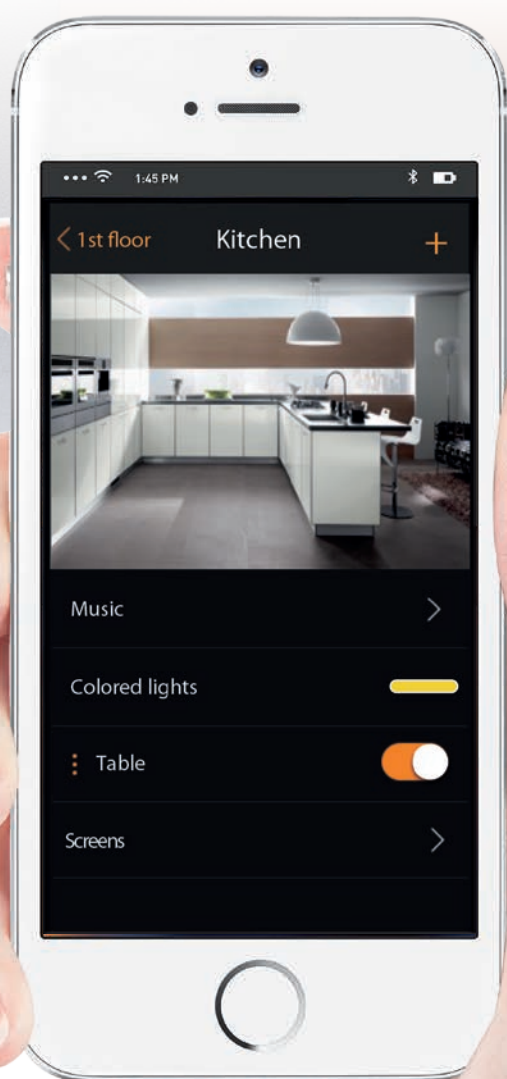 1:45 PM
1st floor Kitchen +
Music
Colored lights
Table
Screens